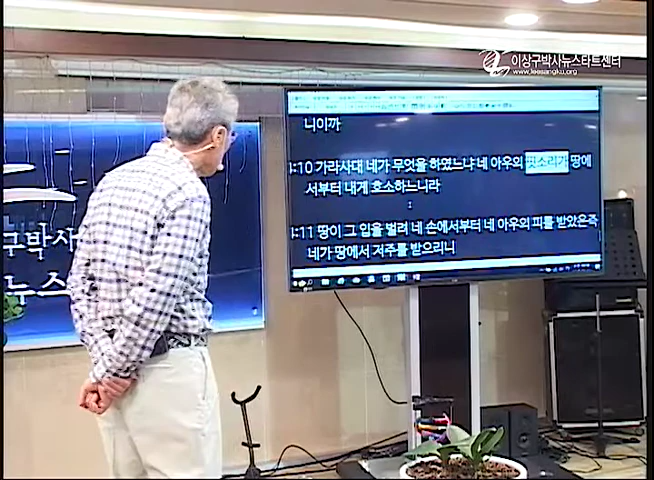 이상구박사뉴스타트센터
www.leesangku.org
니이까
:10 가라사대 네가 무엇을 하였느냐 네 아우의 핏소리가 땅에
서부터 내게 호소하느니라
:11 땅이 그 입을 벌려 네 손에서부터 네 아우의 피를 받았은즉
네가 땅에서 저주를 받으리니
구박사
뉴스